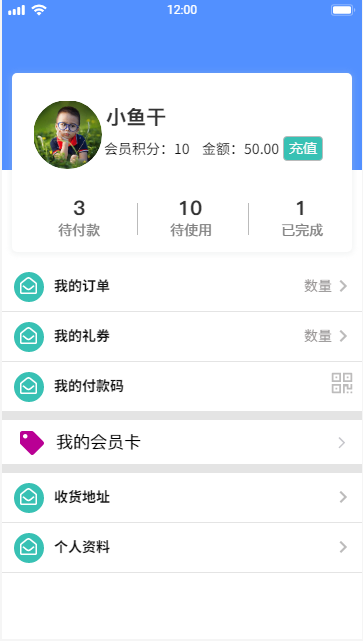 12:00
小鱼干
会员积分：10 金额：50.00 充值
3 10 1
待付款 待使用 已完成
我的订单 数量
我的礼券 数量
我的付款码
我的会员卡
收货地址
个人资料